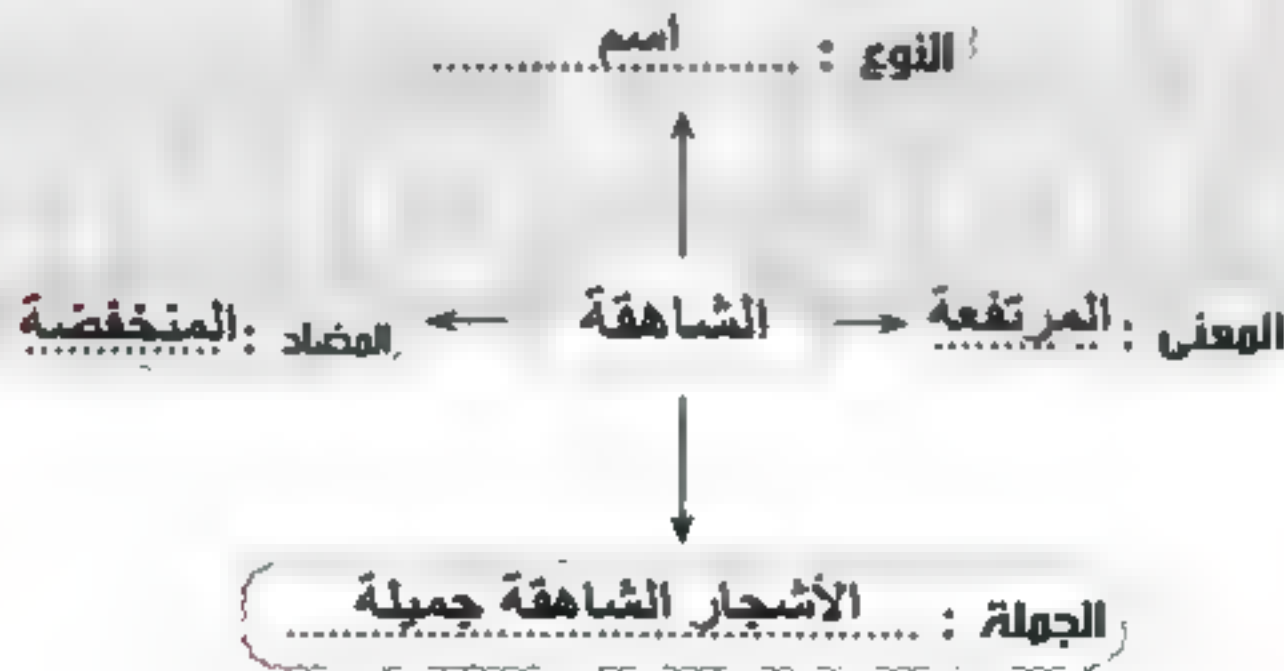 النوع : اسم
المعنى : المرتفعة
الشاهقة
المضاد : المنخفضة
الجملة : الأشجار الشاهقة جميلة